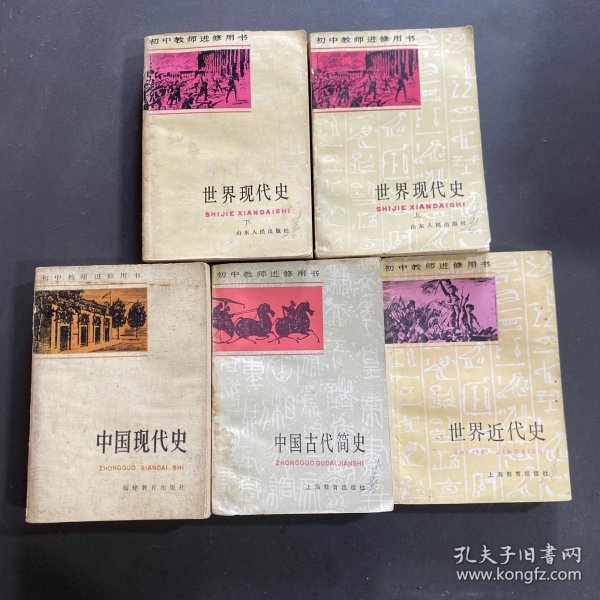 初中教师进修用书
世界现代史
SHIJIE XIANDAISHI
下
山东人民出版社
初中教师进修用书
世界现代史
SHIJIE XIANDAISHI
上
山东人民出版社
初中教师进修用书
中国现代史
ZHONGGUO XIANDAI SHI
福建教育出版社
初中教师进修用书
中国古代简史
ZHONGGUO GUDAI JIANSHI
上海教育出版社
初中教师进修用书
世界近代史
SHIJIE JINDAISHI
上海教育出版社
孔夫子旧书网
www.kongfz.com